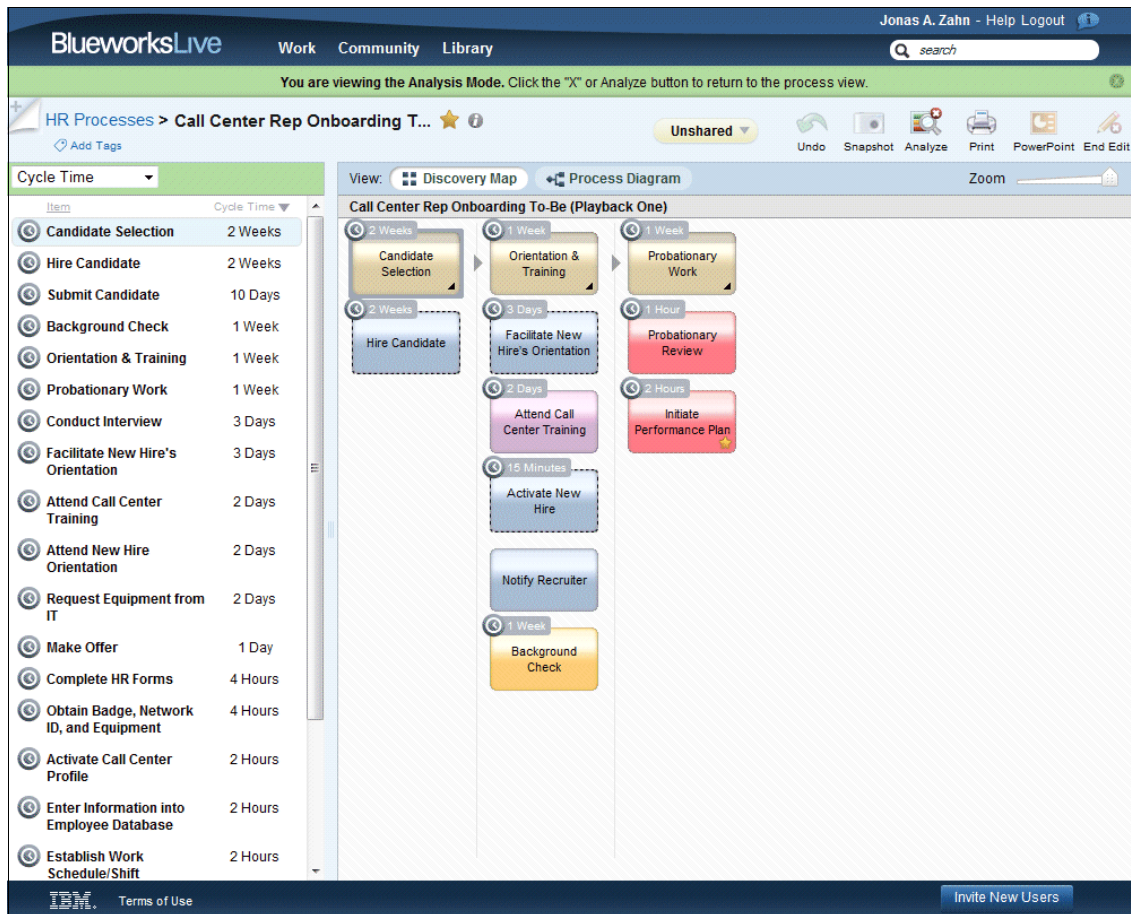 Jonas A. Zahn - Help Logout
BlueworksLive
Work Community Library
search
You are viewing the Analysis Mode. Click the "X" or Analyze button to return to the process view.
HR Processes > Call Center Rep Onboarding T...
Add Tags
Unshared
Undo Snapshot Analyze Print PowerPoint End Edit
Cycle Time
Item Cycle Time
Candidate Selection 2 Weeks
Hire Candidate 2 Weeks
Submit Candidate 10 Days
Background Check 1 Week
Orientation & Training 1 Week
Probationary Work 1 Week
Conduct Interview 3 Days
Facilitate New Hire's 3 Days
Orientation
Attend Call Center 2 Days
Training
Attend New Hire 2 Days
Orientation
Request Equipment from 2 Days
IT
Make Offer 1 Day
Complete HR Forms 4 Hours
Obtain Badge, Network 4 Hours
ID, and Equipment
Activate Call Center 2 Hours
Profile
Enter Information into 2 Hours
Employee Database
Establish Work 2 Hours
Schedule/Shift
View: Discovery Map Process Diagram
Zoom
Call Center Rep Onboarding To-Be (Playback One)
2 Weeks
Candidate
Selection
2 Weeks
Hire Candidate
1 Week
Orientation &
Training
3 Days
Facilitate New
Hire's Orientation
2 Days
Attend Call
Center Training
15 Minutes
Activate New
Hire
Notify Recruiter
1 Week
Background
Check
1 Week
Probationary
Work
1 Hour
Probationary
Review
2 Hours
Initiate
Performance Plan
IBM.
Terms of Use
Invite New Users